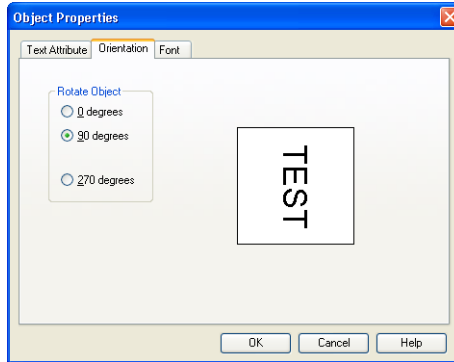 Object Properties
Text Attribute Orientation Font
Rotate Object
0 degrees
90 degrees
270 degrees
TEST
OK Cancel Help